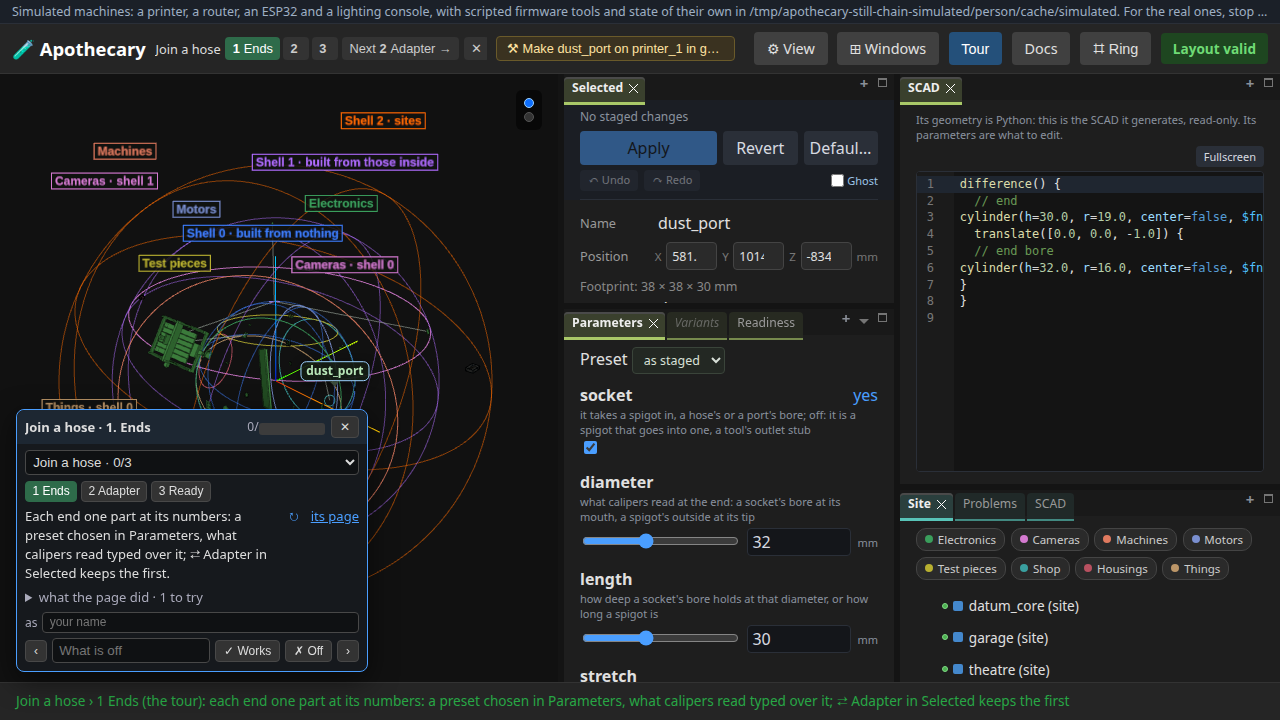 Simulated machines: a printer, a router, an ESP32 and a lighting console, with scripted firmware tools and state of their own in /tmp/apothecary-still-chain-simulated/person/cache/simulated. For the real ones, stop ...
Apothecary
Join a hose
1 Ends
2
3
Next 2 Adapter →
✕
⚒ Make dust_port on printer_1 in g…
⚙ View
⊞ Windows
Tour
Docs
Ring
Layout valid
Shell 2 · sites
Machines
Shell 1 · built from those inside
Cameras · shell 1
Electronics
Motors
Shell 0 · built from nothing
Test pieces
Cameras · shell 0
dust_port
Things · shell 0
Join a hose · 1. Ends
0/
✕
Join a hose · 0/3
1 Ends
2 Adapter
3 Ready
Each end one part at its numbers: a
preset chosen in Parameters, what
calipers read typed over it; ⇄ Adapter in
Selected keeps the first.
↻ its page
▶ what the page did · 1 to try
as
your name
‹
What is off
✓ Works
✗ Off
›
Selected
No staged changes
Apply
Revert
Defaul...
↶ Undo
↷ Redo
Ghost
Name
dust_port
Position
X
581.
Y
1014
Z
-834
mm
Footprint: 38 × 38 × 30 mm
Parameters
Variants
Readiness
Preset
as staged
socket
yes
it takes a spigot in, a hose's or a port's bore; off: it is a
spigot that goes into one, a tool's outlet stub
diameter
what calipers read at the end: a socket's bore at its
mouth, a spigot's outside at its tip
32
mm
length
how deep a socket's bore holds at that diameter, or how
long a spigot is
30
mm
stretch
SCAD
Its geometry is Python: this is the SCAD it generates, read-only. Its
parameters are what to edit.
Fullscreen
1 difference() {
2 // end
3 cylinder(h=30.0, r=19.0, center=false, $fn
4 translate([0.0, 0.0, -1.0]) {
5 // end bore
6 cylinder(h=32.0, r=16.0, center=false, $fn
7 }
8 }
9
Site
Problems
SCAD
Electronics
Cameras
Machines
Motors
Test pieces
Shop
Housings
Things
datum_core (site)
garage (site)
theatre (site)
Join a hose › 1 Ends (the tour): each end one part at its numbers: a preset chosen in Parameters, what calipers read typed over it; ⇄ Adapter in Selected keeps the first